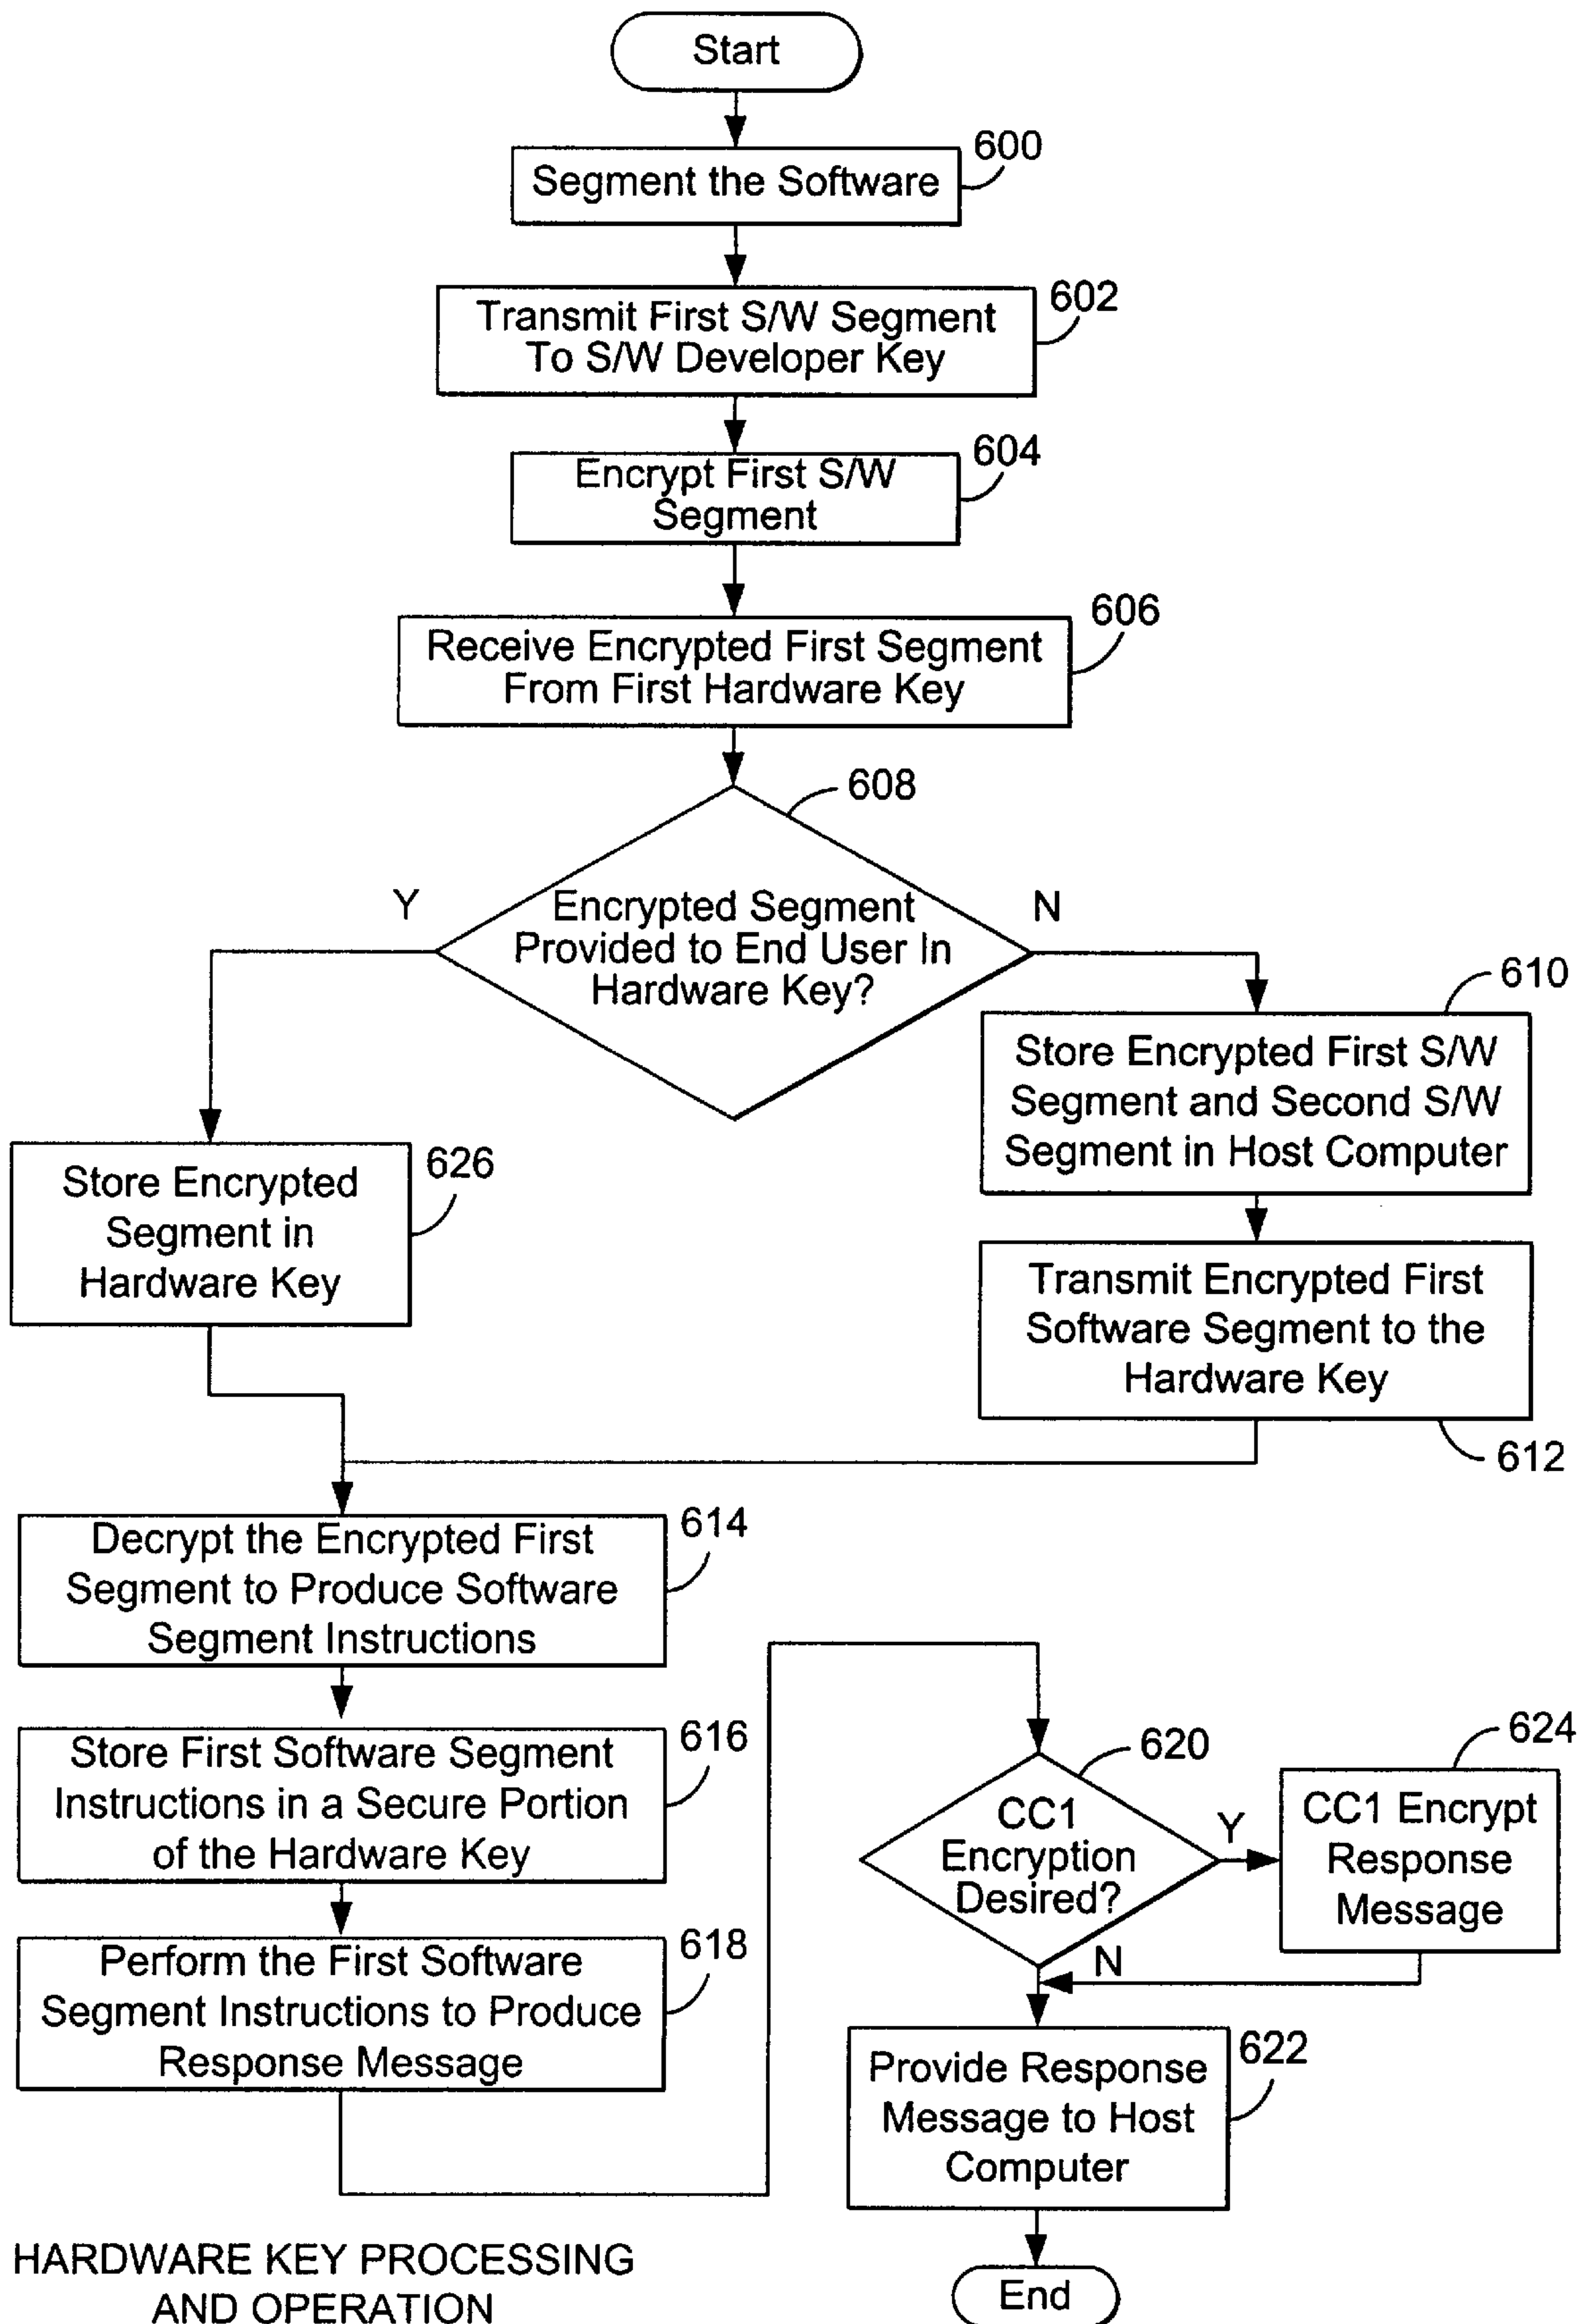 Start
600
Segment the Software
602
Transmit First S/W Segment
To S/W Developer Key
604
Encrypt First S/W
Segment
606
Receive Encrypted First Segment
From First Hardware Key
608
Y
N
Encrypted Segment
Provided to End User In
Hardware Key?
610
Store Encrypted First S/W
Segment and Second S/W
Segment in Host Computer
626
Store Encrypted
Segment in
Hardware Key
Transmit Encrypted First
Software Segment to the
Hardware Key
612
614
Decrypt the Encrypted First
Segment to Produce Software
Segment Instructions
616
Store First Software Segment
Instructions in a Secure Portion
of the Hardware Key
618
Perform the First Software
Segment Instructions to Produce
Response Message
620
CC1
Encryption
Desired?
Y
N
624
CC1 Encrypt
Response
Message
622
Provide Response
Message to Host
Computer
End
HARDWARE KEY PROCESSING
AND OPERATION